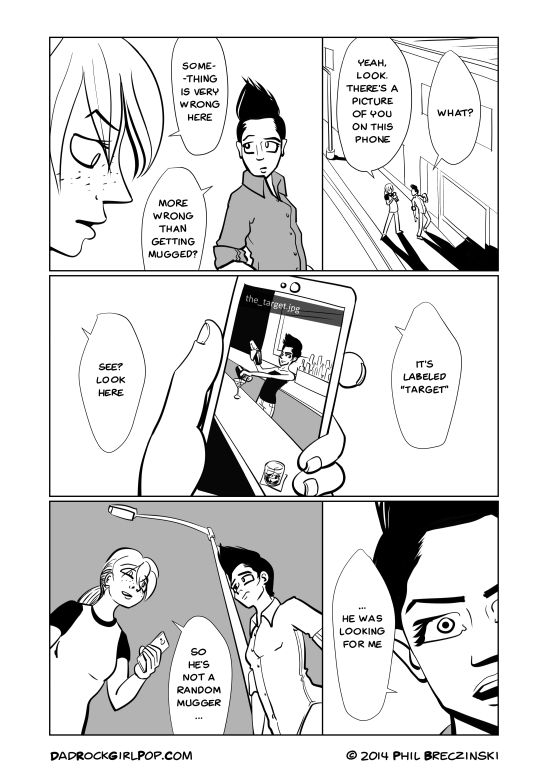 SOME-
-THING
IS VERY
WRONG
HERE
MORE
WRONG
THAN
GETTING
MUGGED?
YEAH,
LOOK.
THERE'S A
PICTURE
OF YOU
ON THIS
PHONE
WHAT?
SEE?
LOOK
HERE
the_target.jpg
IT'S
LABELED
"TARGET"
SO
HE'S
NOT A
RANDOM
MUGGER
...
...
HE WAS
LOOKING
FOR ME
DADROCKGIRLPOP.COM
© 2014 PHIL BRECZINSKI